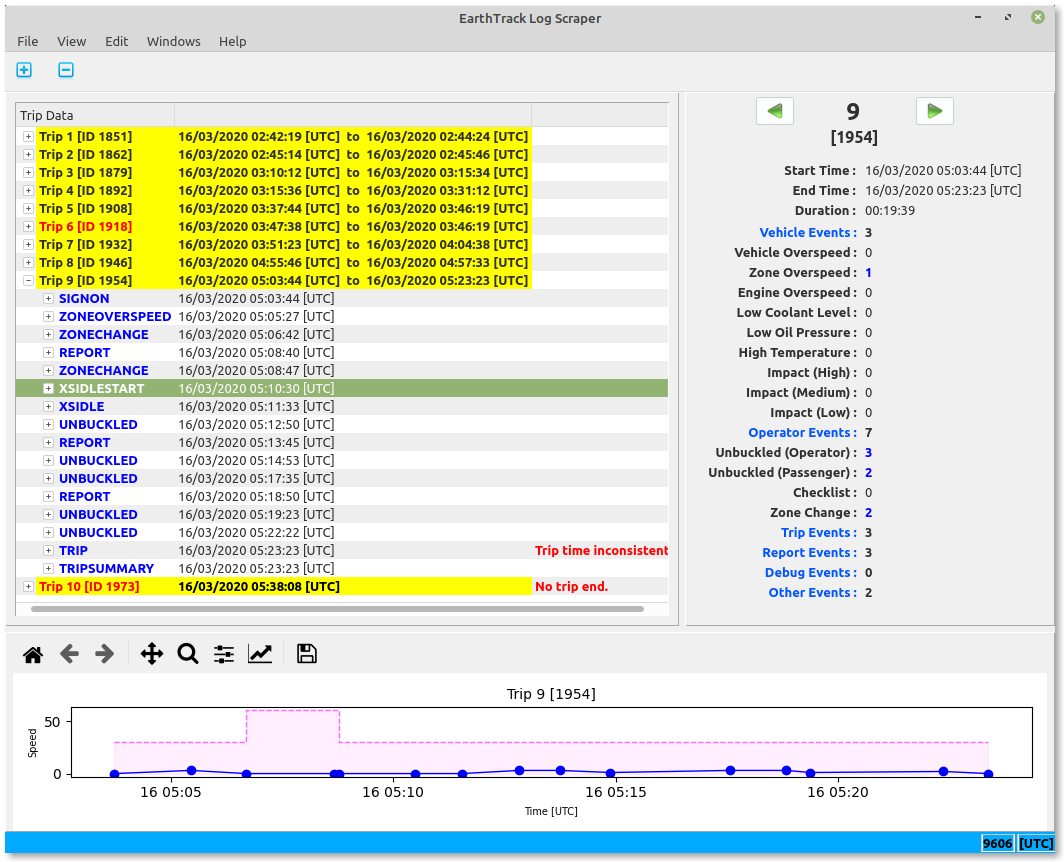 EarthTrack Log Scraper
File View Edit Windows Help
Trip Data
Trip 1 [ID 1851] 16/03/2020 02:42:19 [UTC] to 16/03/2020 02:44:24 [UTC]
Trip 2 [ID 1862] 16/03/2020 02:45:14 [UTC] to 16/03/2020 02:45:46 [UTC]
Trip 3 [ID 1879] 16/03/2020 03:10:12 [UTC] to 16/03/2020 03:15:34 [UTC]
Trip 4 [ID 1892] 16/03/2020 03:15:36 [UTC] to 16/03/2020 03:31:12 [UTC]
Trip 5 [ID 1908] 16/03/2020 03:37:44 [UTC] to 16/03/2020 03:46:19 [UTC]
Trip 6 [ID 1918] 16/03/2020 03:47:38 [UTC] to 16/03/2020 03:46:19 [UTC]
Trip 7 [ID 1932] 16/03/2020 03:51:23 [UTC] to 16/03/2020 04:04:38 [UTC]
Trip 8 [ID 1946] 16/03/2020 04:55:46 [UTC] to 16/03/2020 04:57:33 [UTC]
Trip 9 [ID 1954] 16/03/2020 05:03:44 [UTC] to 16/03/2020 05:23:23 [UTC]
SIGNON 16/03/2020 05:03:44 [UTC]
ZONEOVERSPEED 16/03/2020 05:05:27 [UTC]
ZONECHANGE 16/03/2020 05:06:42 [UTC]
REPORT 16/03/2020 05:08:40 [UTC]
ZONECHANGE 16/03/2020 05:08:47 [UTC]
XSIDLESTART 16/03/2020 05:10:30 [UTC]
XSIDLE 16/03/2020 05:11:33 [UTC]
UNBUCKLED 16/03/2020 05:12:50 [UTC]
REPORT 16/03/2020 05:13:45 [UTC]
UNBUCKLED 16/03/2020 05:14:53 [UTC]
UNBUCKLED 16/03/2020 05:17:35 [UTC]
REPORT 16/03/2020 05:18:50 [UTC]
UNBUCKLED 16/03/2020 05:19:23 [UTC]
UNBUCKLED 16/03/2020 05:22:22 [UTC]
TRIP 16/03/2020 05:23:23 [UTC] Trip time inconsistent
TRIPSUMMARY 16/03/2020 05:23:23 [UTC]
Trip 10 [ID 1973] 16/03/2020 05:38:08 [UTC] No trip end.
9
[1954]
Start Time : 16/03/2020 05:03:44 [UTC]
End Time : 16/03/2020 05:23:23 [UTC]
Duration : 00:19:39
Vehicle Events : 3
Vehicle Overspeed : 0
Zone Overspeed : 1
Engine Overspeed : 0
Low Coolant Level : 0
Low Oil Pressure : 0
High Temperature : 0
Impact (High) : 0
Impact (Medium) : 0
Impact (Low) : 0
Operator Events : 7
Unbuckled (Operator) : 3
Unbuckled (Passenger) : 2
Checklist : 0
Zone Change : 2
Trip Events : 3
Report Events : 3
Debug Events : 0
Other Events : 2
Trip 9 [1954]
50
Speed
0
16 05:05 16 05:10 16 05:15 16 05:20
Time [UTC]
9606 [UTC]